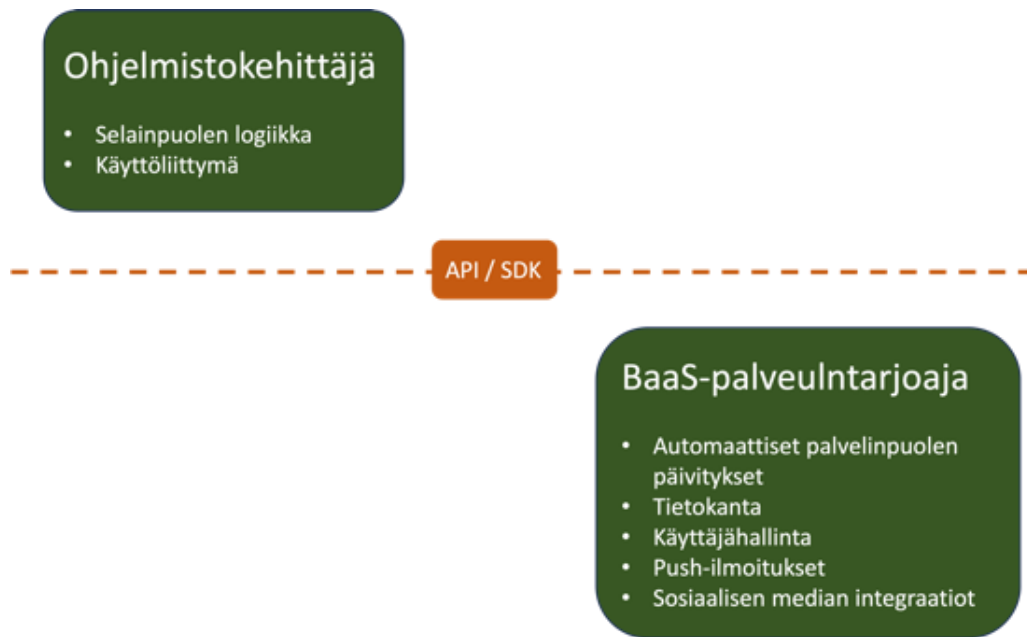 Ohjelmistokehittäjä
• Selainpuolen logiikka
• Käyttöliittymä
API / SDK
BaaS-palveulntarjoaja
• Automaattiset palvelinpuolen
päivitykset
• Tietokanta
• Käyttäjähallinta
• Push-ilmoitukset
• Sosiaalisen median integraatiot